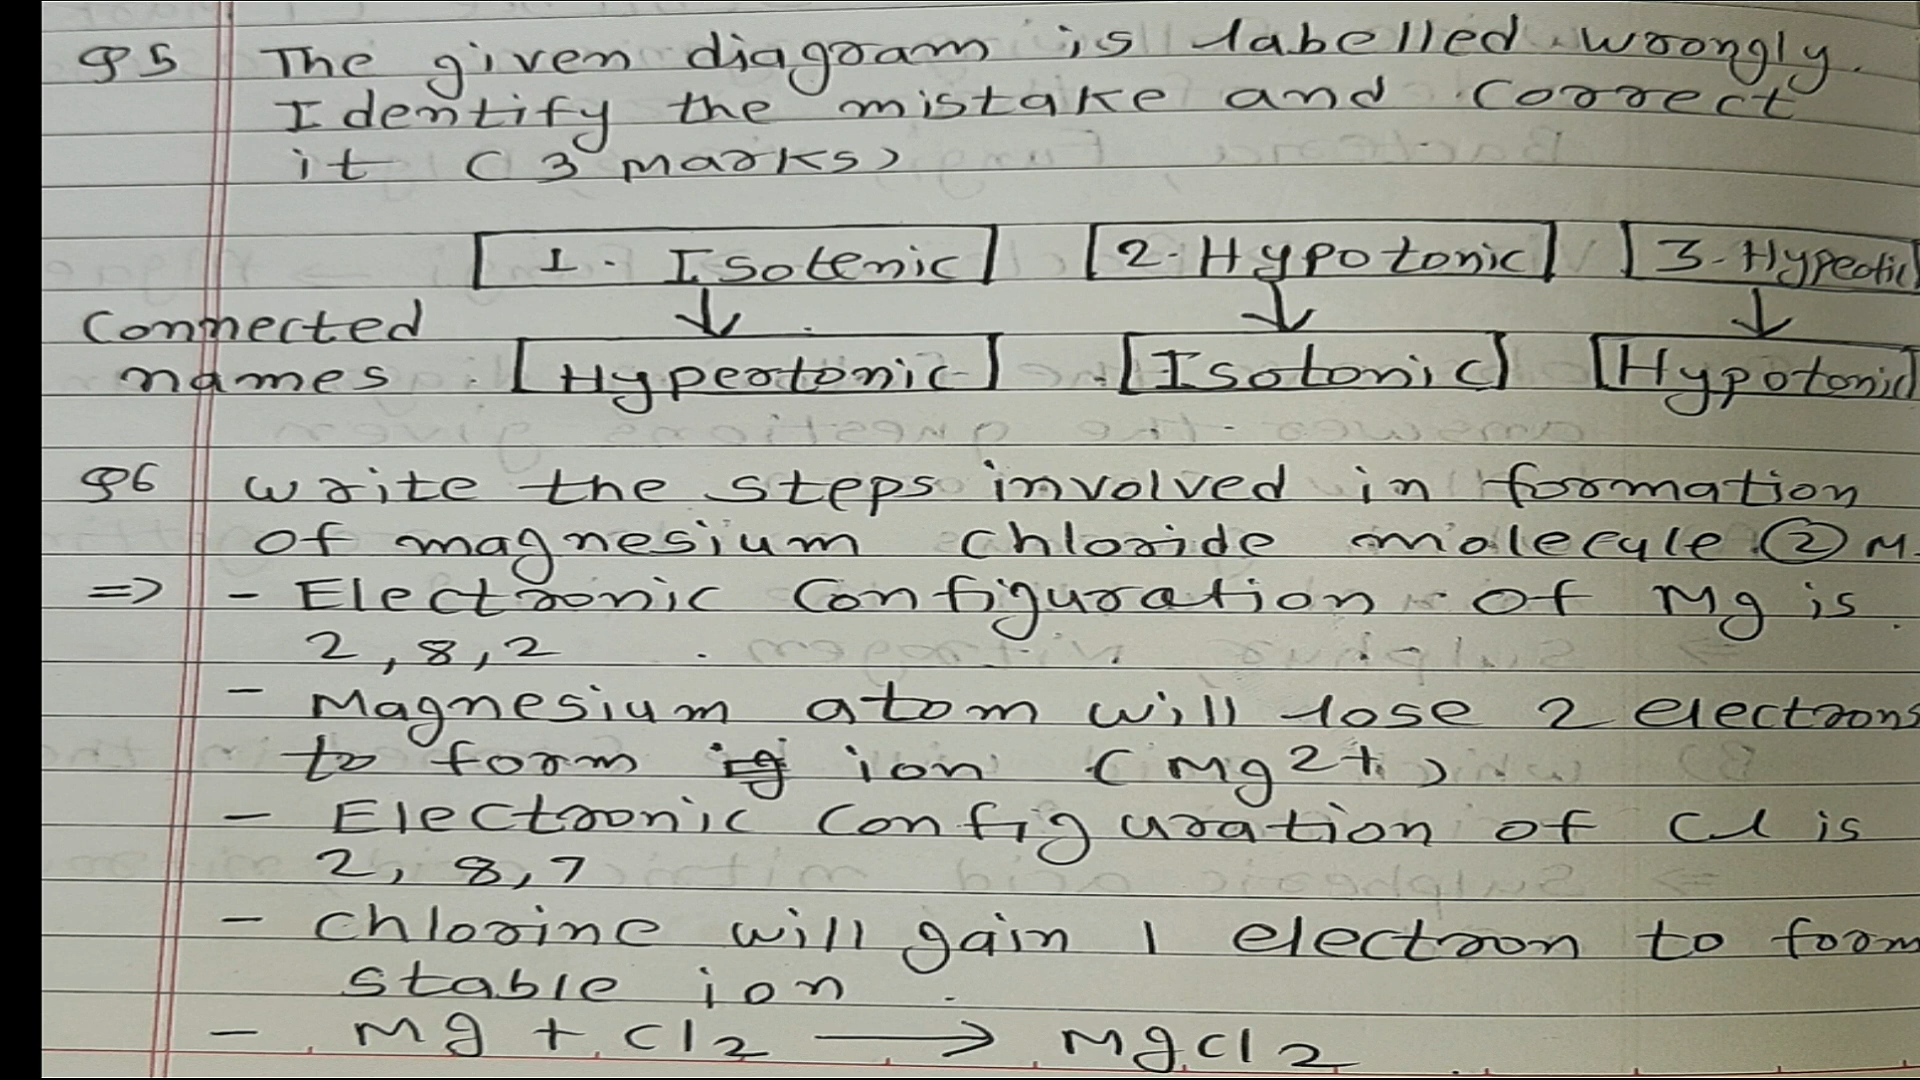 Q5 The given diagram is labelled wrongly.
Identify the mistake and correct
it (3 marks)
1. Isotenic 2. Hypotonic 3. Hypeotic
Connected
names Hypertonic Isotonic Hypotonic
Q6 write the steps involved in formation
of magnesium chloride molecule (2) M.
=> - Electronic Configuration of Mg is
2, 8, 2
- Magnesium atom will lose 2 electrons
to form ion (Mg2+)
- Electronic Configuration of Cl is
2, 8, 7
- chlorine will gain 1 electron to form
stable ion
- Mg + Cl2 → MgCl2